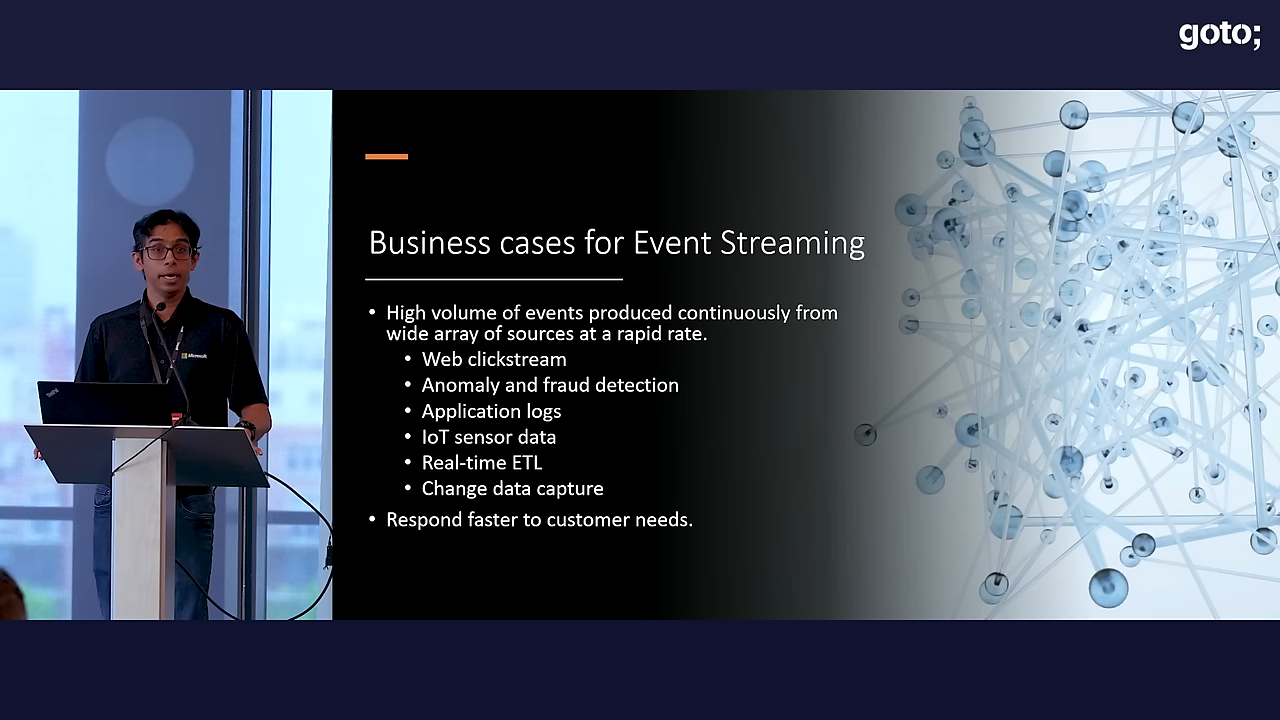 goto;
Business cases for Event Streaming
• High volume of events produced continuously from
wide array of sources at a rapid rate.
• Web clickstream
• Anomaly and fraud detection
• Application logs
• IoT sensor data
• Real-time ETL
• Change data capture
• Respond faster to customer needs.
Microsoft